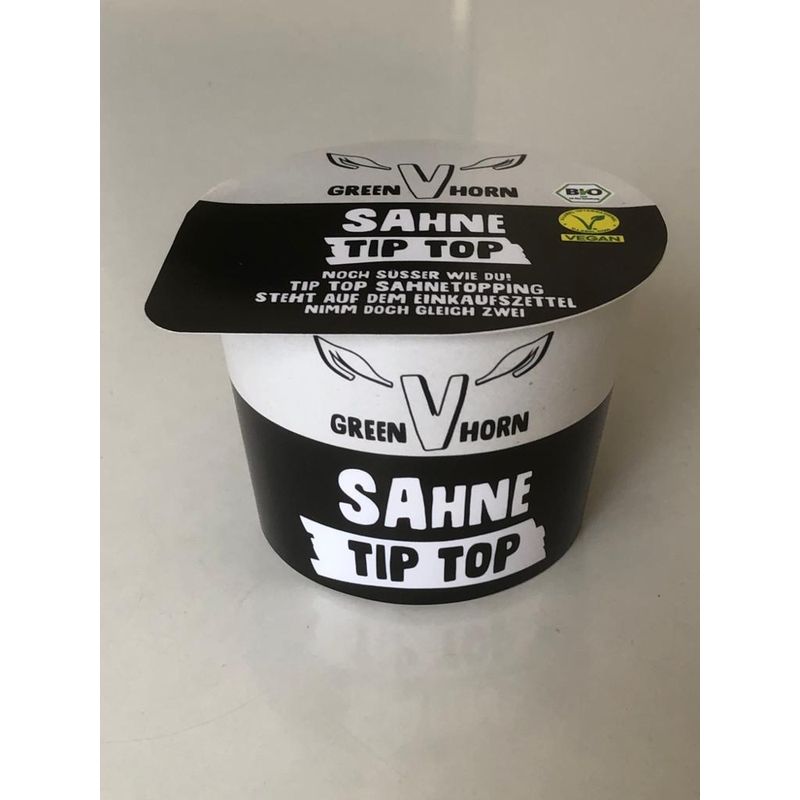 GREEN V HORN
BIO
SAHNE
TIP TOP
VEGAN
NOCH SÜSSER WIE DU!
TIP TOP SAHNETOPPING
STEHT AUF DEM EINKAUFSZETTEL
NIMM DOCH GLEICH ZWEI
GREEN V HORN
SAHNE
TIP TOP